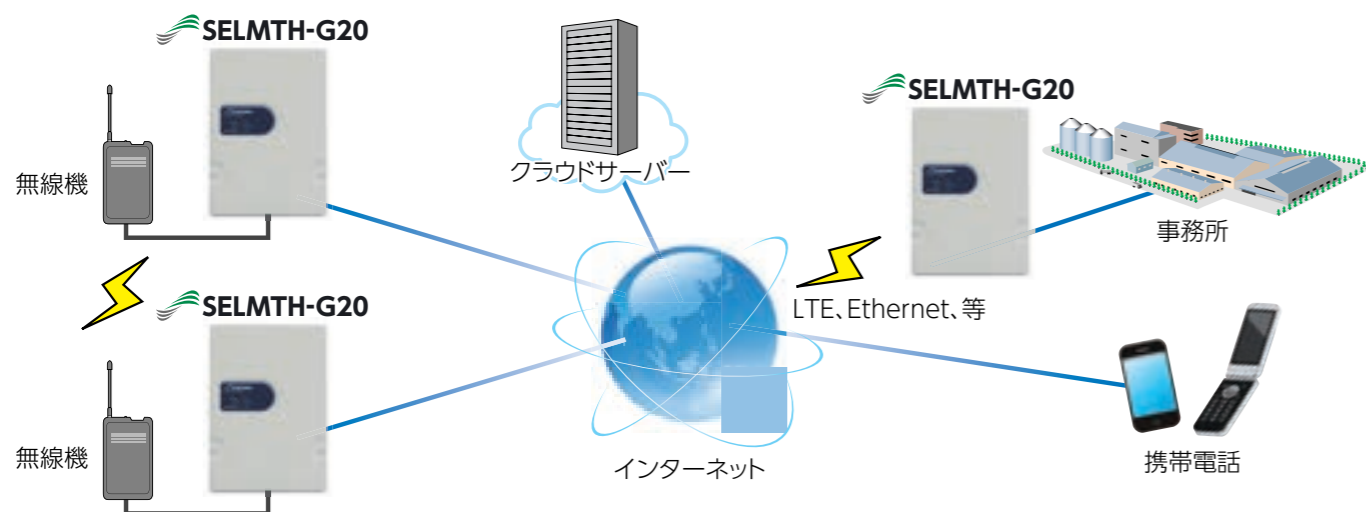 SELMTH-G20
無線機
クラウドサーバー
SELMTH-G20
事務所
SELMTH-G20
LTE、Ethernet、等
無線機
インターネット
携帯電話